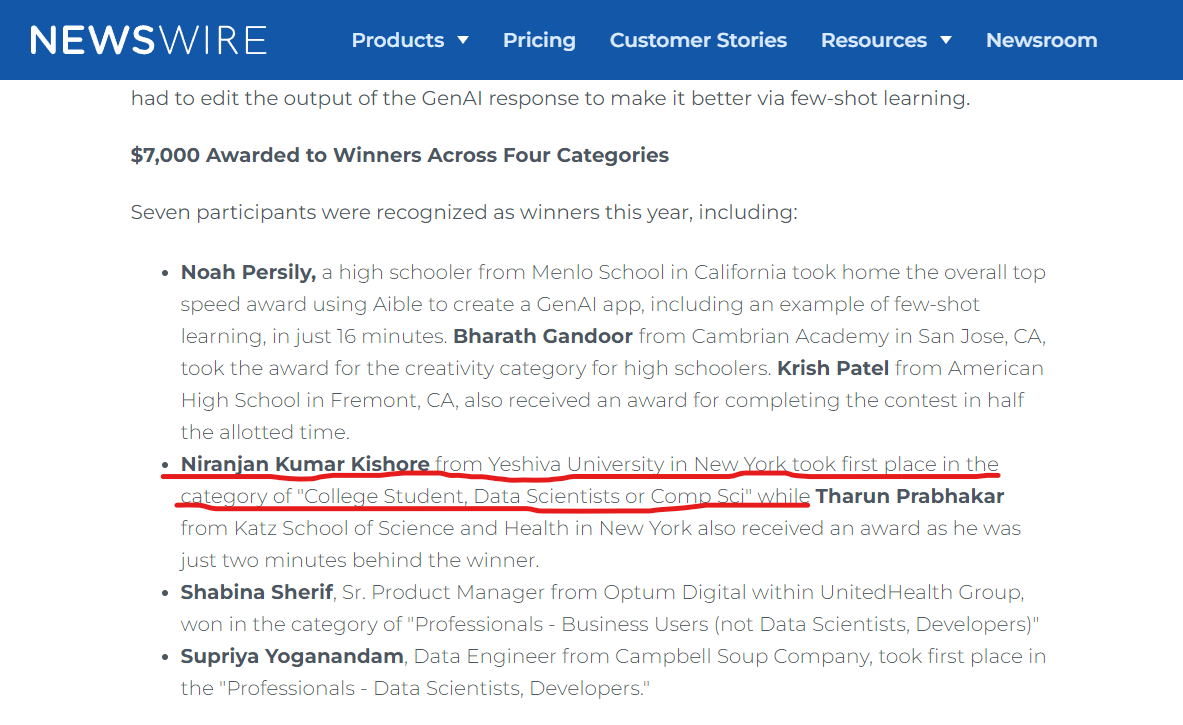 NEWSWIRE Products Pricing Customer Stories Resources Newsroom
had to edit the output of the GenAI response to make it better via few-shot learning.
$7,000 Awarded to Winners Across Four Categories
Seven participants were recognized as winners this year, including:
• Noah Persily, a high schooler from Menlo School in California took home the overall top
speed award using Aible to create a GenAI app, including an example of few-shot
learning, in just 16 minutes. Bharath Gandoor from Cambrian Academy in San Jose, CA,
took the award for the creativity category for high schoolers. Krish Patel from American
High School in Fremont, CA, also received an award for completing the contest in half
the allotted time.
• Niranjan Kumar Kishore from Yeshiva University in New York took first place in the
category of "College Student, Data Scientists or Comp Sci" while Tharun Prabhakar
from Katz School of Science and Health in New York also received an award as he was
just two minutes behind the winner.
• Shabina Sherif, Sr. Product Manager from Optum Digital within UnitedHealth Group,
won in the category of "Professionals - Business Users (not Data Scientists, Developers)"
• Supriya Yoganandam, Data Engineer from Campbell Soup Company, took first place in
the "Professionals - Data Scientists, Developers."